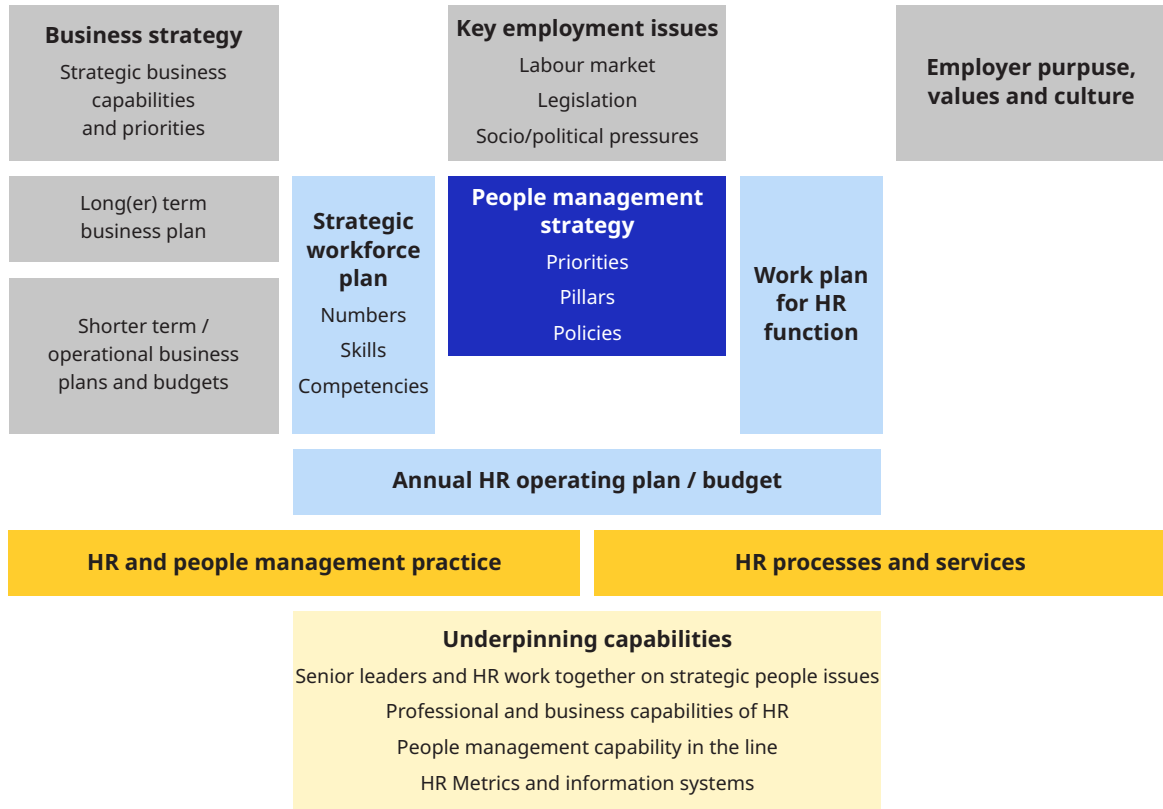 Business strategy
Strategic business
capabilities
and priorities
Key employment issues
Labour market
Legislation
Socio/political pressures
Employer purpuse,
values and culture
Long(er) term
business plan
Shorter term /
operational business
plans and budgets
Strategic
workforce
plan
Numbers
Skills
Competencies
People management
strategy
Priorities
Pillars
Policies
Work plan
for HR
function
Annual HR operating plan / budget
HR and people management practice
HR processes and services
Underpinning capabilities
Senior leaders and HR work together on strategic people issues
Professional and business capabilities of HR
People management capability in the line
HR Metrics and information systems